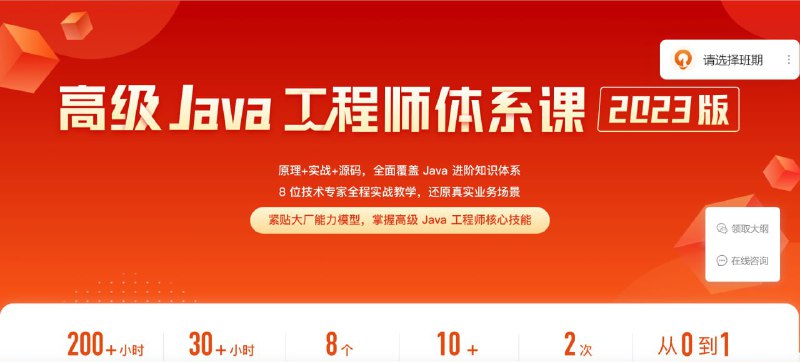 请选择班期
高级 Java 工程师体系课 2023版
原理+实战+源码，全面覆盖 Java 进阶知识体系
8 位技术专家全程实战教学，还原真实业务场景
紧贴大厂能力模型，掌握高级 Java 工程师核心技能
领取大纲
在线咨询
200+小时 30+小时 8个 10+ 2次 从0到1